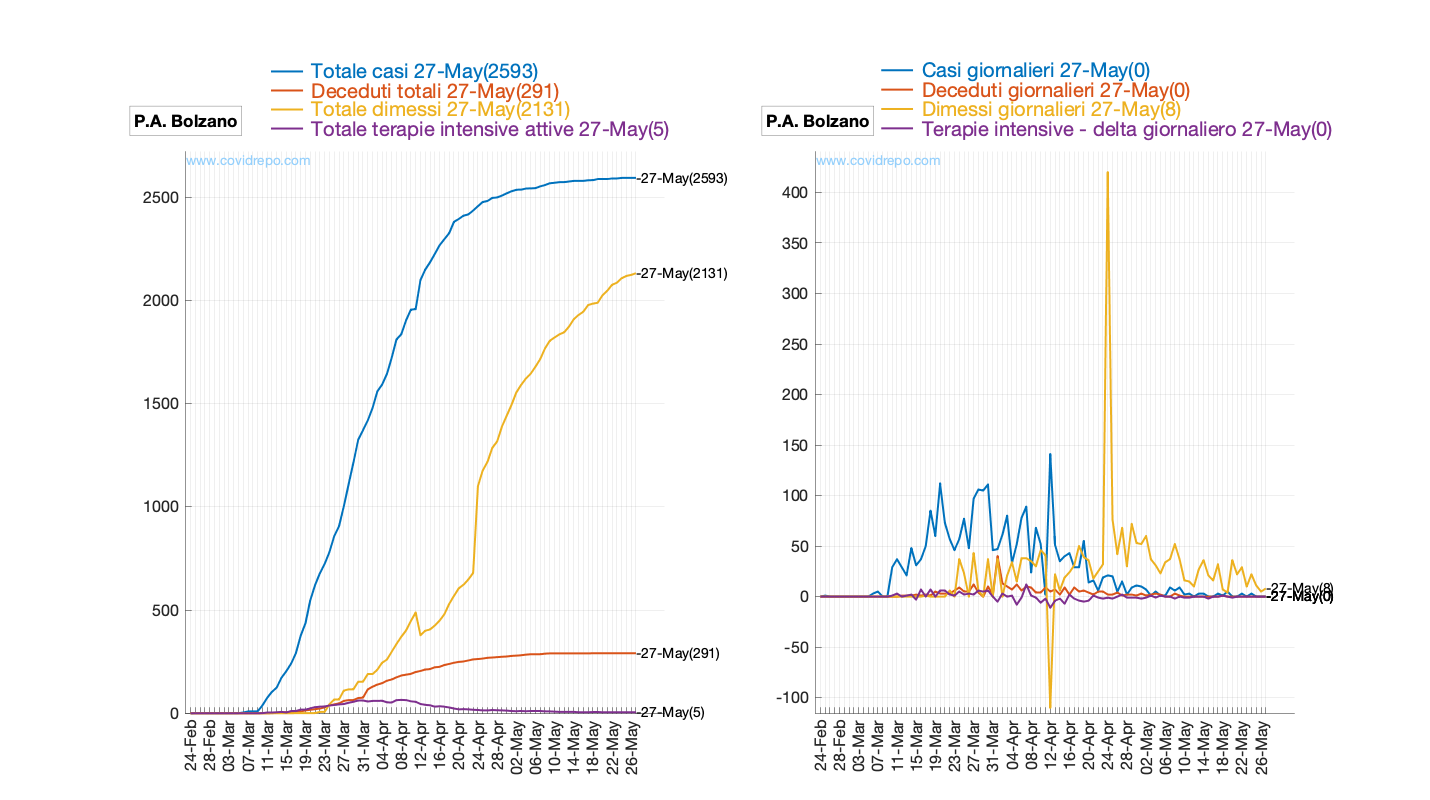 Totale casi 27-May(2593)
Deceduti totali 27-May(291)
Totale dimessi 27-May(2131)
Totale terapie intensive attive 27-May(5)
P.A. Bolzano
www.covidrepo.com
2500
2000
1500
1000
500
0
-27-May(2593)
-27-May(2131)
-27-May(291)
-27-May(5)
24-Feb
28-Feb
03-Mar
07-Mar
11-Mar
15-Mar
19-Mar
23-Mar
27-Mar
31-Mar
04-Apr
08-Apr
12-Apr
16-Apr
20-Apr
24-Apr
28-Apr
02-May
06-May
10-May
14-May
18-May
22-May
26-May
Casi giornalieri 27-May(0)
Deceduti giornalieri 27-May(0)
Dimessi giornalieri 27-May(8)
Terapie intensive - delta giornaliero 27-May(0)
P.A. Bolzano
www.covidrepo.com
400
350
300
250
200
150
100
50
0
-50
-100
-27-May(8)
-27-May(0)
24-Feb
28-Feb
03-Mar
07-Mar
11-Mar
15-Mar
19-Mar
23-Mar
27-Mar
31-Mar
04-Apr
08-Apr
12-Apr
16-Apr
20-Apr
24-Apr
28-Apr
02-May
06-May
10-May
14-May
18-May
22-May
26-May